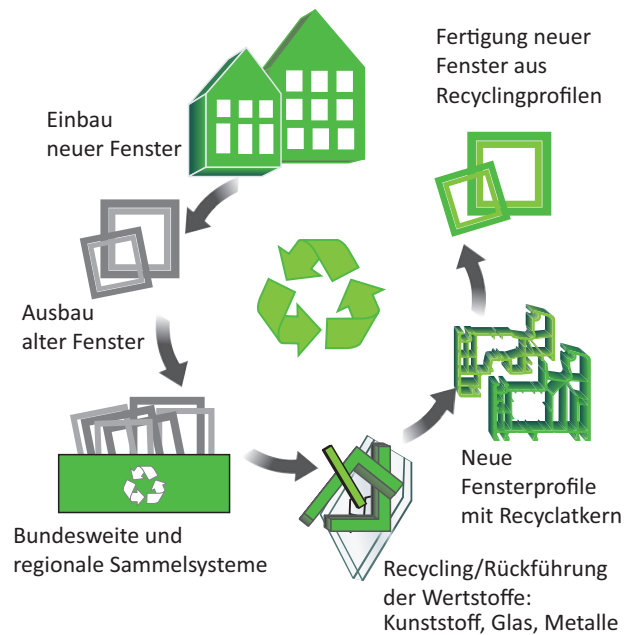 Einbau
neuer Fenster
Ausbau
alter Fenster
Bundesweite und
regionale Sammelsysteme
Recycling/Rückführung
der Wertstoffe:
Kunststoff, Glas, Metalle
Neue
Fensterprofile
mit Recyclatkern
Fertigung neuer
Fenster aus
Recyclingprofilen